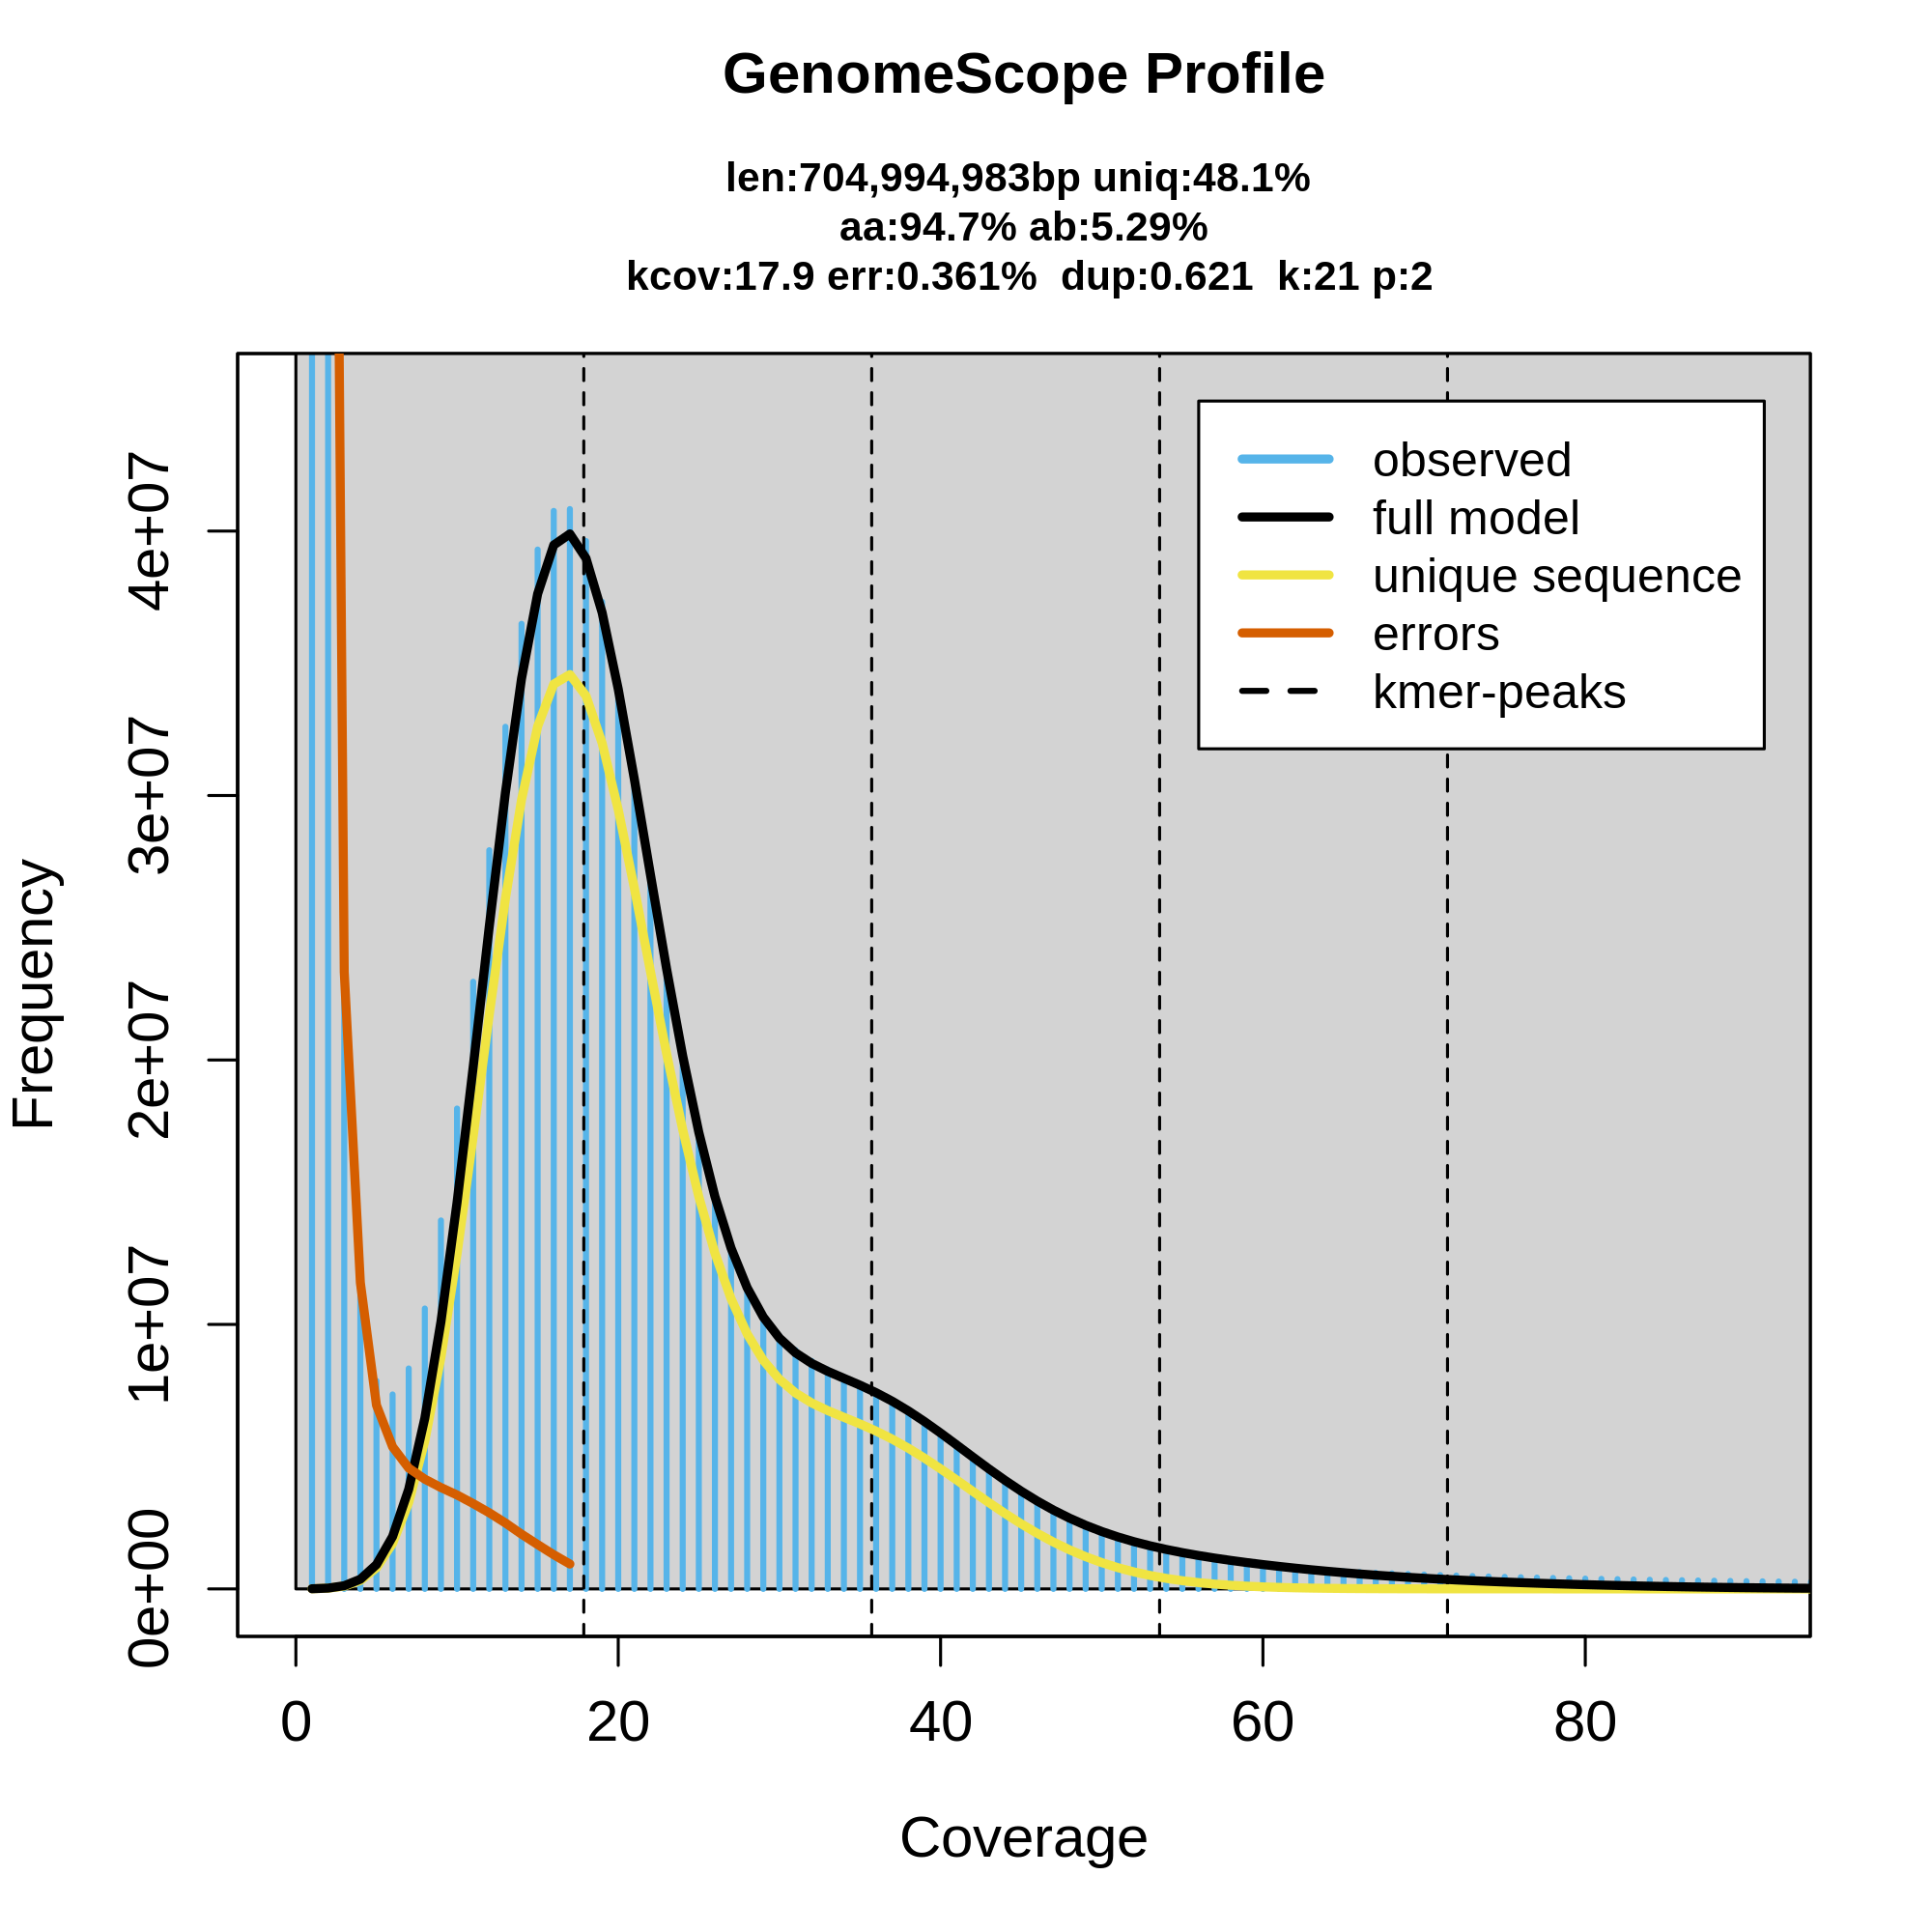 GenomeScope Profile
len:704,994,983bp uniq:48.1%
aa:94.7% ab:5.29%
kcov:17.9 err:0.361%  dup:0.621  k:21 p:2
observed
full model
unique sequence
errors
kmer-peaks
Frequency
4e+07
3e+07
2e+07
1e+07
0e+00
0 20 40 60 80
Coverage